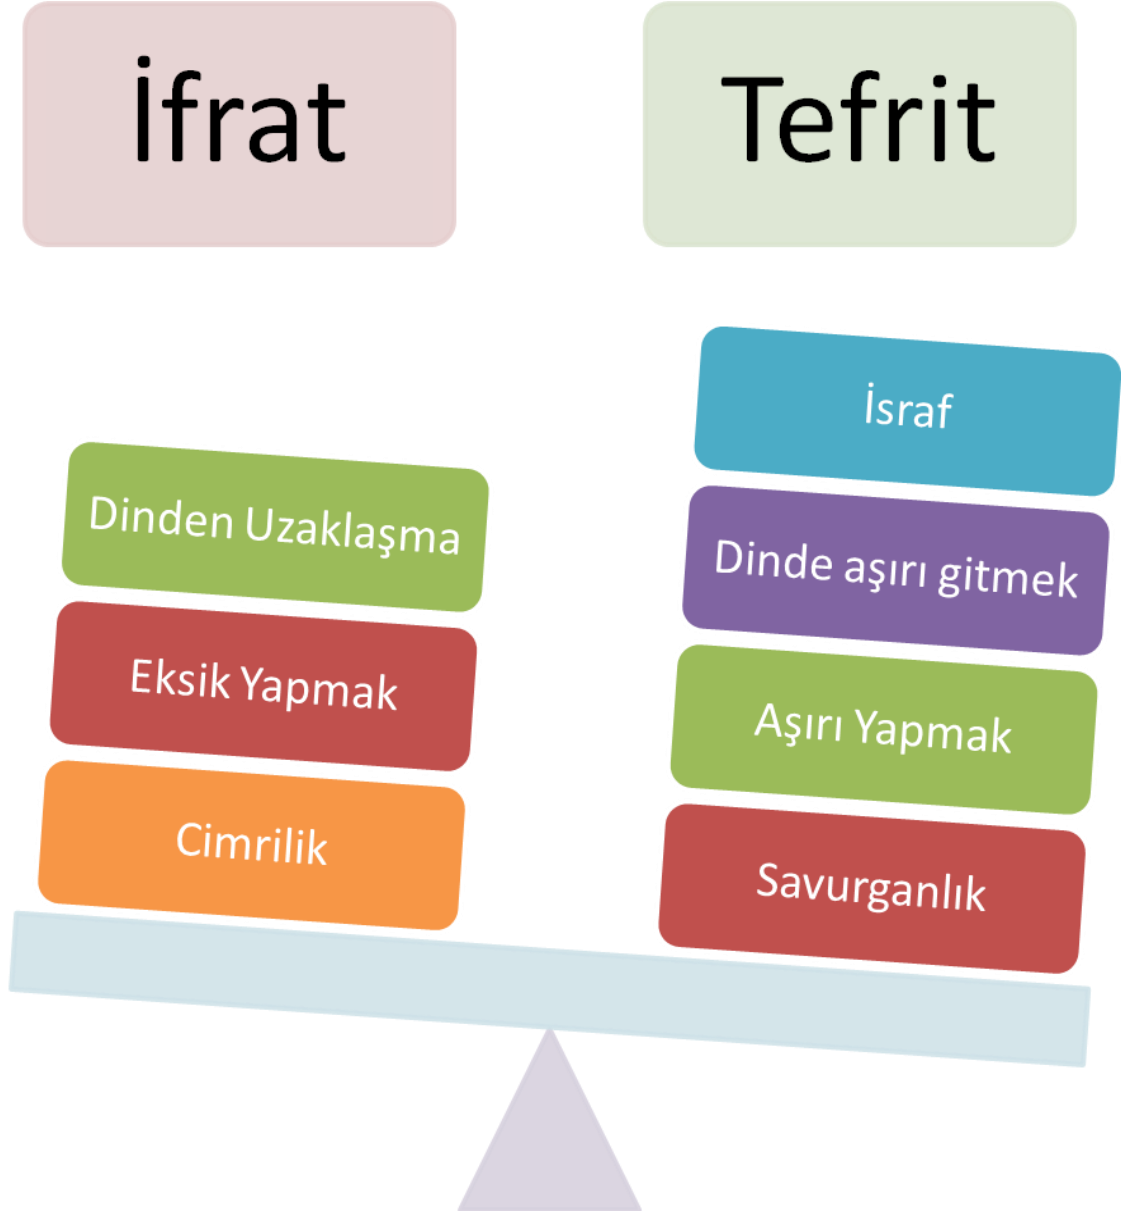 İfrat
Tefrit
Dinden Uzaklaşma
Eksik Yapmak
Cimrilik
İsraf
Dinde aşırı gitmek
Aşırı Yapmak
Savurganlık